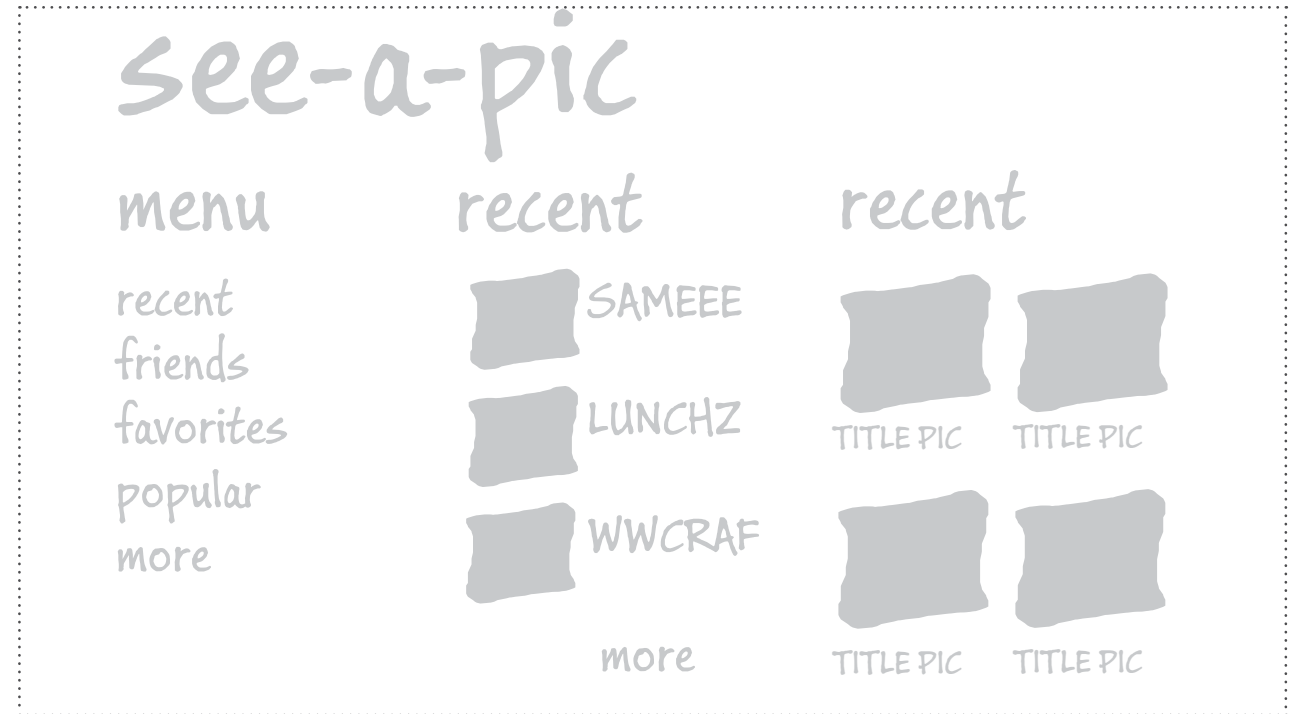 see-a-pic
menu
recent
friends
favorites
popular
more
recent
SAMEEE
LUNCHZ
WWCRAF
more
recent
TITLE PIC TITLE PIC
TITLE PIC TITLE PIC